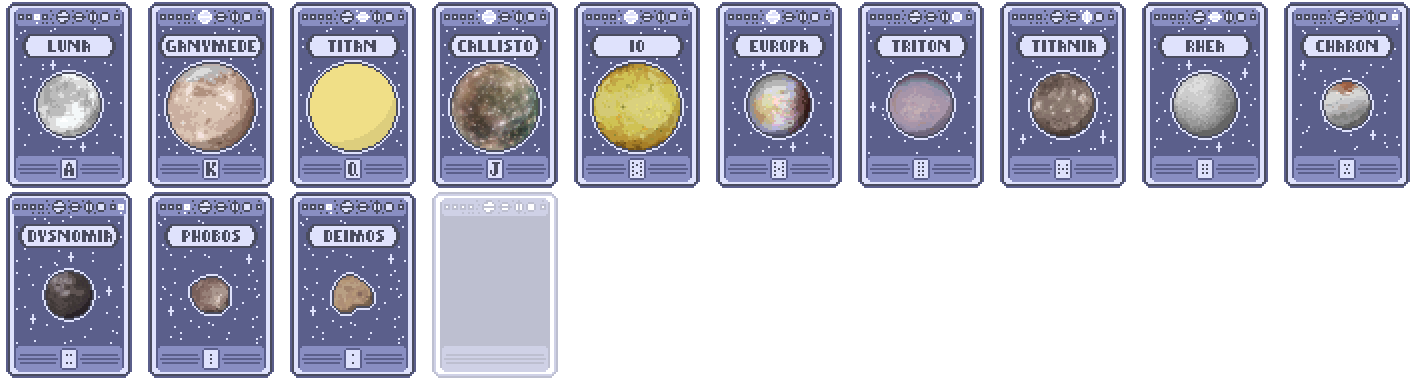 LUNA
GANYMEDE
TITAN
CALLISTO
IO
EUROPA
TRITON
TITANIA
RHEA
CHARON
A
K
Q
J
DYSNOMIA
PHOBOS
DEIMOS